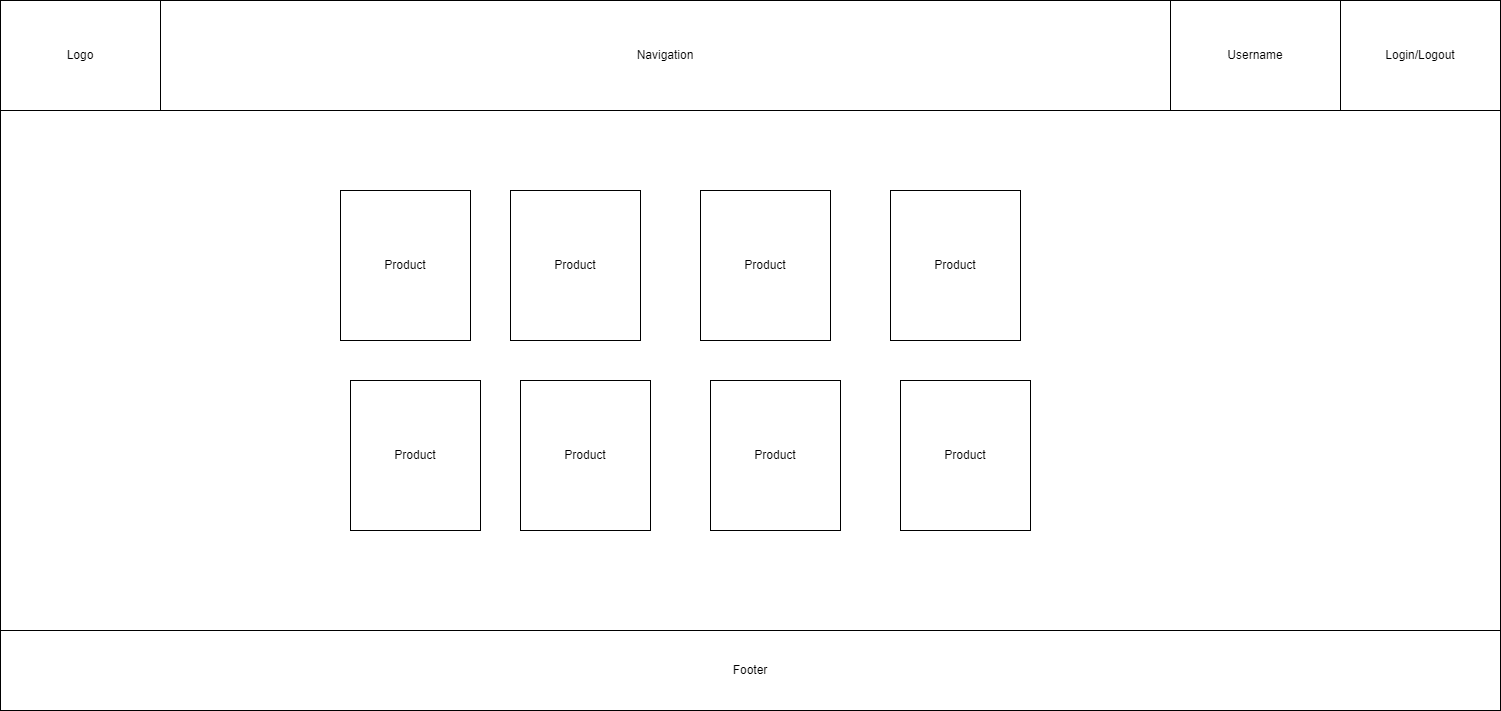 Logo
Navigation
Username
Login/Logout
Product
Product
Product
Product
Product
Product
Product
Product
Footer